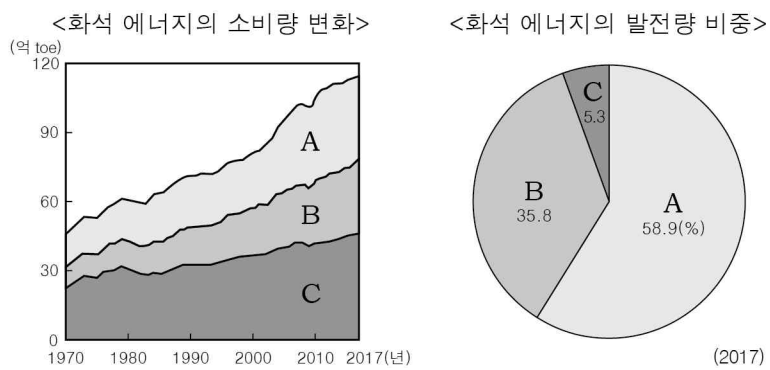 <화석 에너지의 소비량 변화>
(억 toe)
120
90
60
30
0
A
B
C
1970 1980 1990 2000 2010 2017(년)
<화석 에너지의 발전량 비중>
C
5.3
B
35.8
A
58.9(%)
(2017)